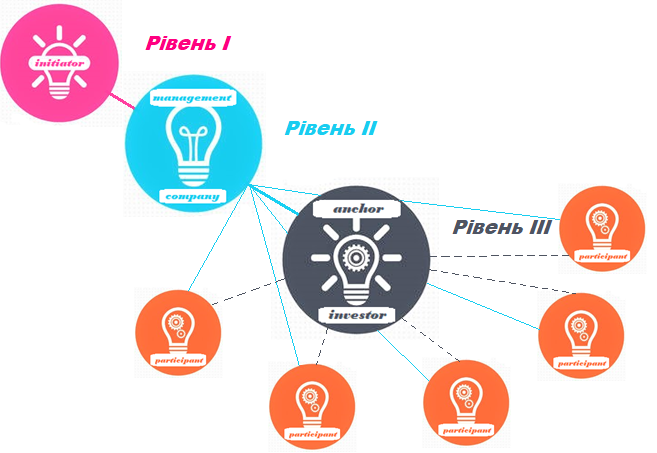 initiator
Рівень I
management
company
Рівень II
anchor
investor
Рівень III
participant
participant
participant
participant
participant